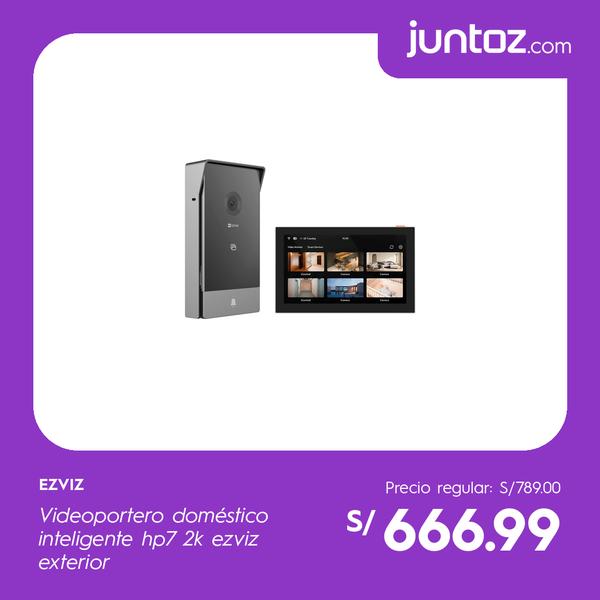 juntoz.com
EZVIZ
Videoportero doméstico
inteligente hp7 2k ezviz
exterior
Precio regular: S/789.00
S/ 666.99